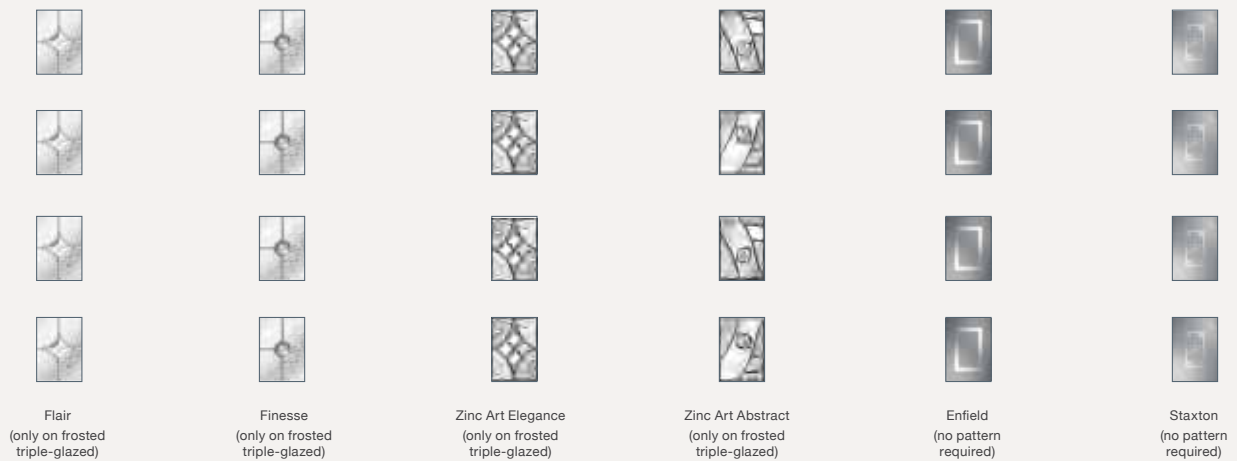 Flair
(only on frosted
triple-glazed)
Finesse
(only on frosted
triple-glazed)
Zinc Art Elegance
(only on frosted
triple-glazed)
Zinc Art Abstract
(only on frosted
triple-glazed)
Enfield
(no pattern
required)
Staxton
(no pattern
required)